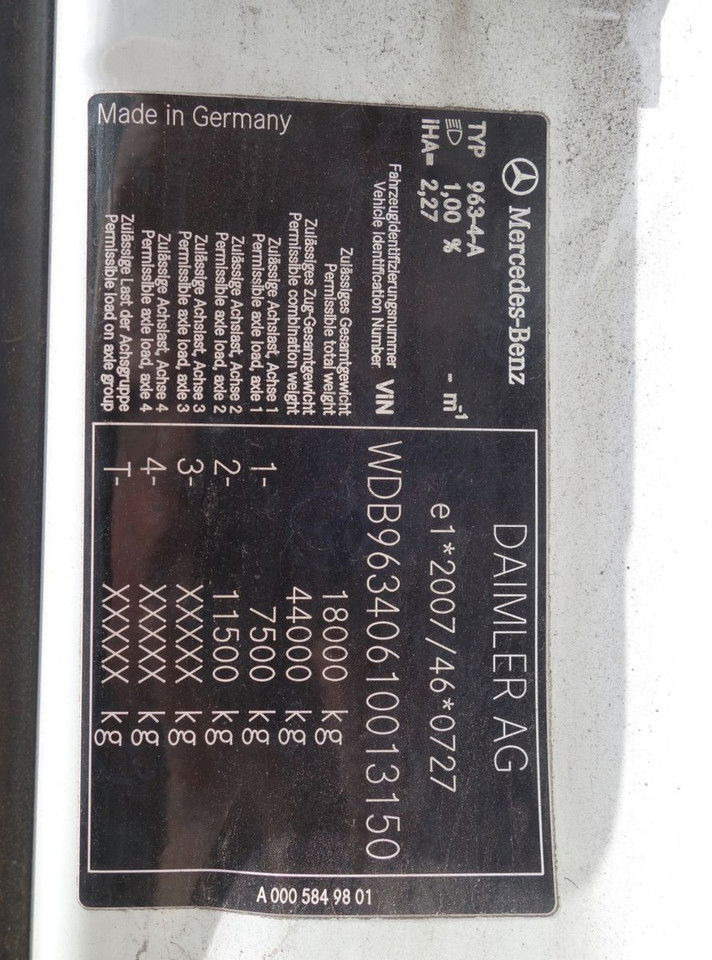 Mercedes-Benz
TYP 963-4-A
1,00 % - m⁻¹
iHA= 2,27
DAIMLER AG
e1*2007/46*0727
Fahrzeugidentifizierungsnummer
Vehicle Identification Number VIN WDB96340610013150
Zulässiges Gesamtgewicht
Permissible total weight 18000 kg
Zulässiges Zug-Gesamtgewicht
Permissible combination weight 44000 kg
Zulässige Achslast, Achse 1
Permissible axle load, axle 1 1- 7500 kg
Zulässige Achslast, Achse 2
Permissible axle load, axle 2 2- 11500 kg
Zulässige Achslast, Achse 3
Permissible axle load, axle 3 3- XXXXX kg
Zulässige Achslast, Achse 4
Permissible axle load, axle 4 4- XXXXX kg
Zulässige Last der Achsgruppe
Permissible load on axle group T- XXXXX kg
Made in Germany
A 000 584 98 01